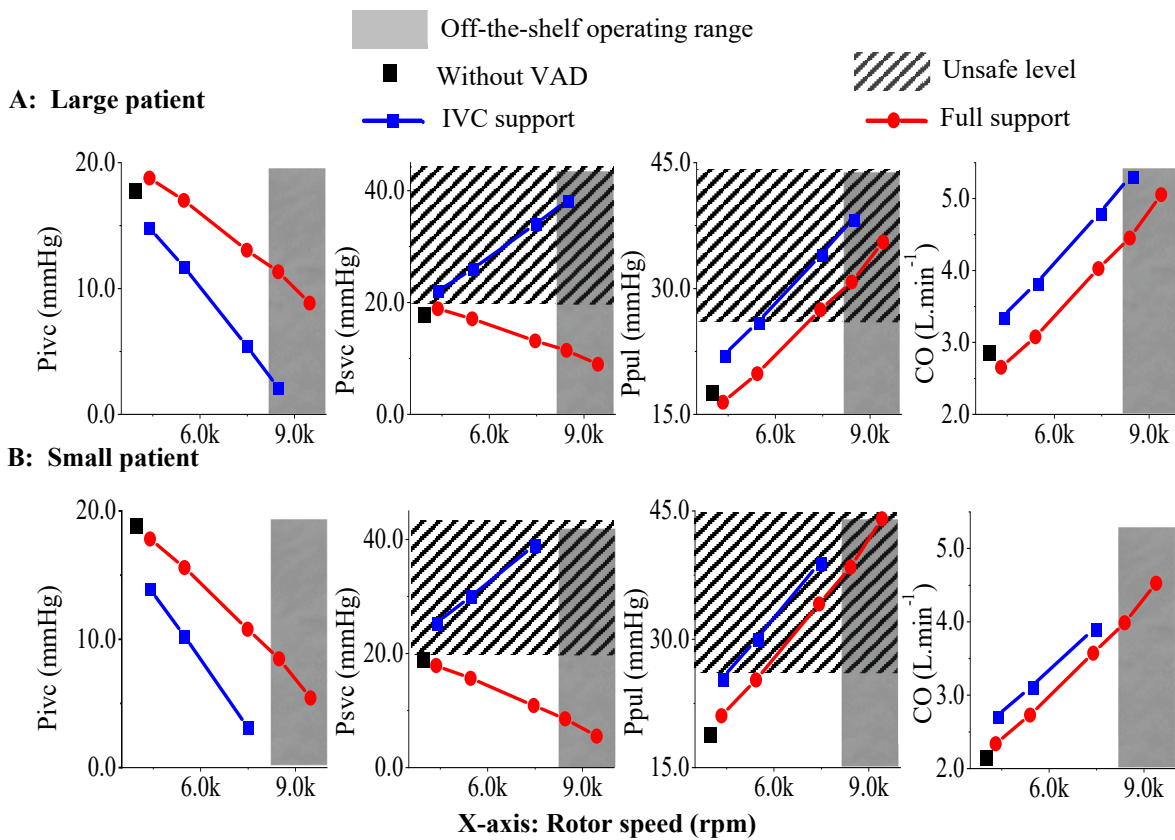 Off-the-shelf operating range
Without VAD
Unsafe level
A: Large patient
IVC support
Full support
20.0
10.0
0.0
Pivc (mmHg)
6.0k 9.0k
40.0
20.0
0.0
Psvc (mmHg)
6.0k 9.0k
45.0
30.0
15.0
Ppul (mmHg)
6.0k 9.0k
5.0
4.0
3.0
2.0
CO (L.min⁻¹)
6.0k 9.0k
B: Small patient
20.0
10.0
0.0
Pivc (mmHg)
6.0k 9.0k
40.0
20.0
0.0
Psvc (mmHg)
6.0k 9.0k
45.0
30.0
15.0
Ppul (mmHg)
6.0k 9.0k
5.0
4.0
3.0
2.0
CO (L.min⁻¹)
6.0k 9.0k
X-axis: Rotor speed (rpm)